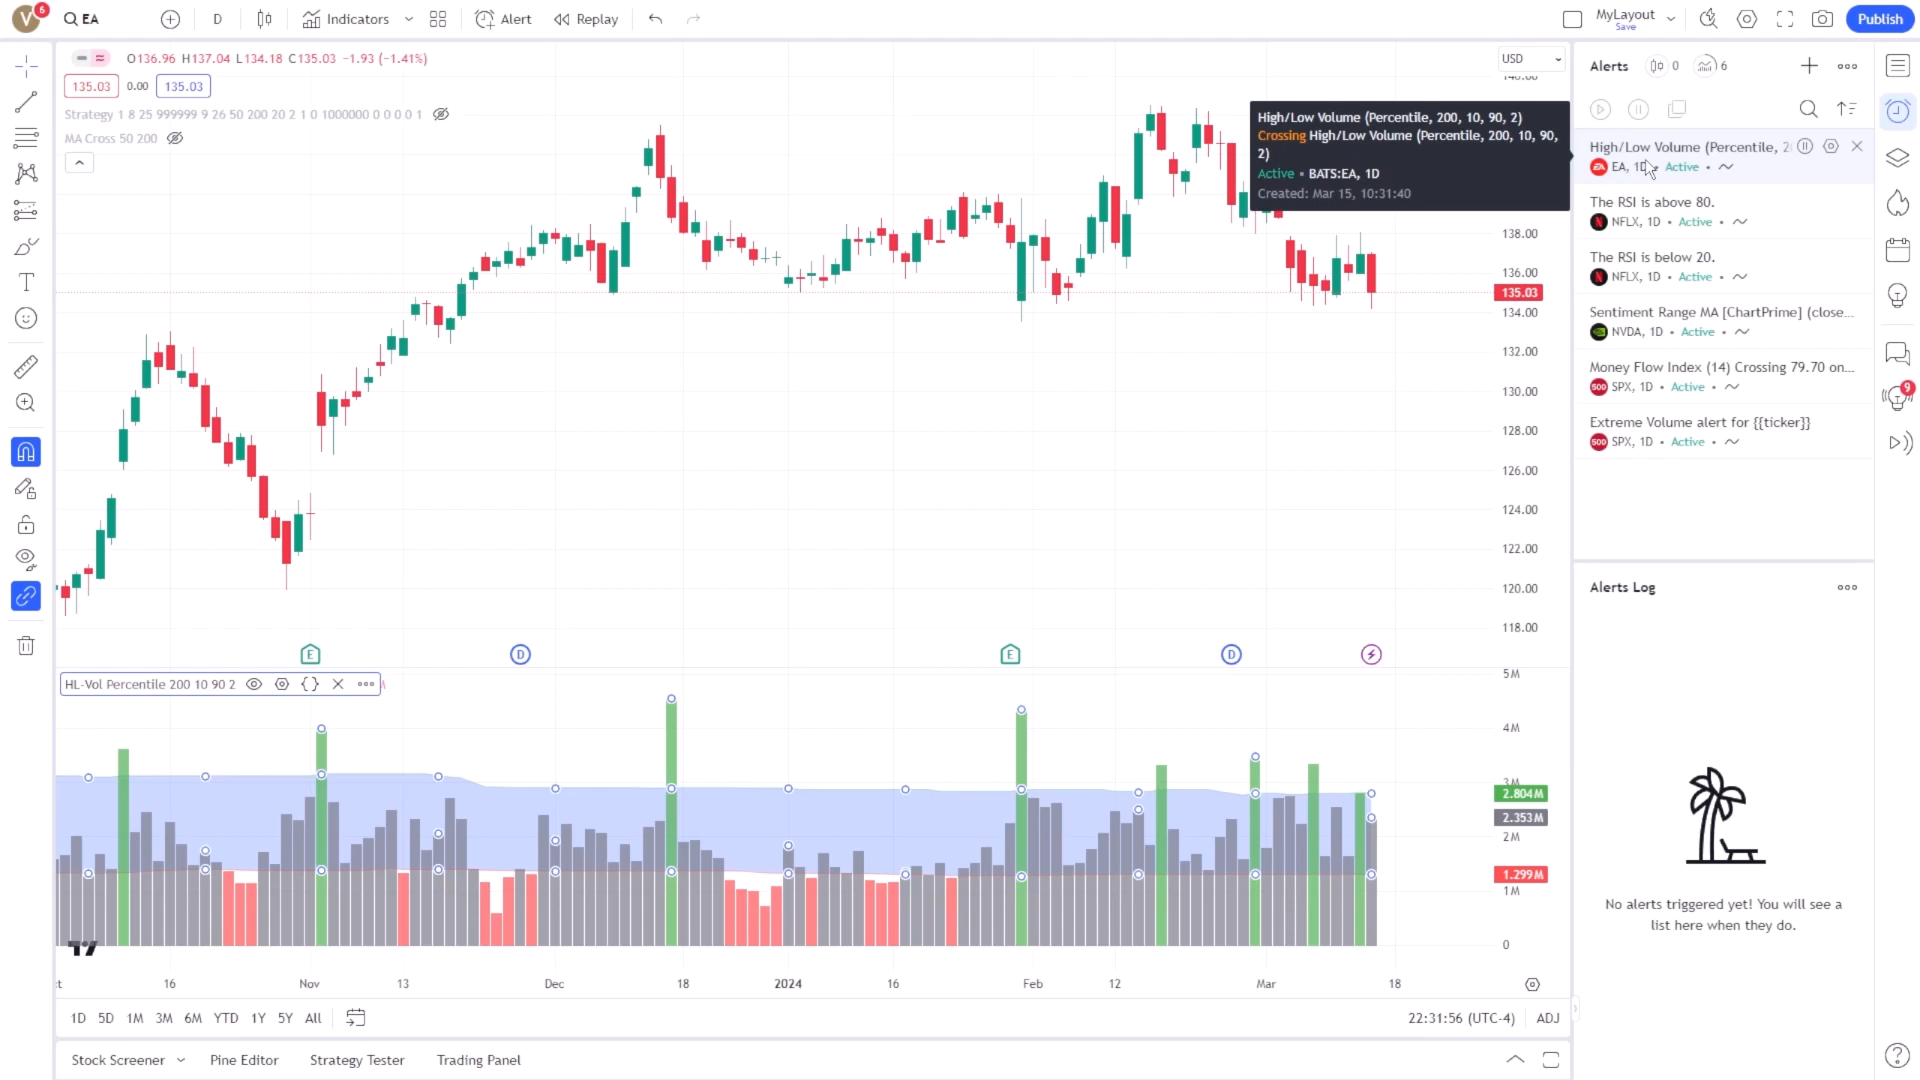 V 6 EA D Indicators Alert Replay MyLayout Save Publish
O136.96 H137.04 L134.18 C135.03 −1.93 (−1.41%)
135.03 0.00 135.03
Strategy 1 8 25 999999 9 26 50 200 20 2 1 0 1000000 0 0 0 0 1
MA Cross 50 200
USD
140.00
138.00
136.00
135.03
134.00
132.00
130.00
128.00
126.00
124.00
122.00
120.00
118.00
High/Low Volume (Percentile, 200, 10, 90, 2)
Crossing High/Low Volume (Percentile, 200, 10, 90,
2)
Active • BATS:EA, 1D
Created: Mar 15, 10:31:40
E D E D
HL-Vol Percentile 200 10 90 2
5M
4M
3M
2.804M
2.353M
2M
1.299M
1M
0
16 Nov 13 Dec 18 2024 16 Feb 12 Mar 18
1D 5D 1M 3M 6M YTD 1Y 5Y All 22:31:56 (UTC-4) ADJ
Stock Screener Pine Editor Strategy Tester Trading Panel
Alerts 0 6
High/Low Volume (Percentile, 2
EA, 1D • Active •
The RSI is above 80.
NFLX, 1D • Active •
The RSI is below 20.
NFLX, 1D • Active •
Sentiment Range MA [ChartPrime] (close...
NVDA, 1D • Active •
Money Flow Index (14) Crossing 79.70 on...
500 SPX, 1D • Active •
Extreme Volume alert for {{ticker}}
500 SPX, 1D • Active •
Alerts Log
No alerts triggered yet! You will see a
list here when they do.
9